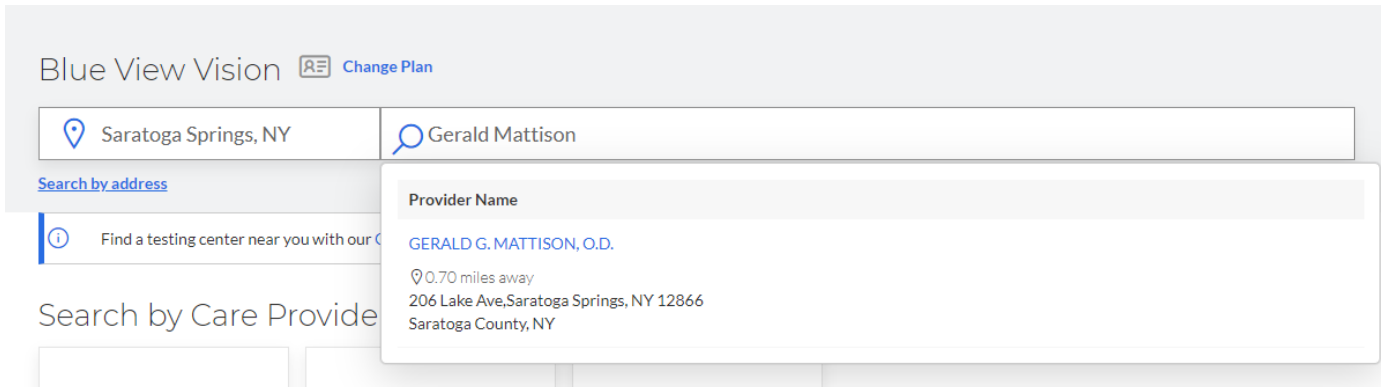 Blue View Vision Change Plan
Saratoga Springs, NY Gerald Mattison
Search by address
Provider Name
GERALD G. MATTISON, O.D.
0.70 miles away
206 Lake Ave,Saratoga Springs, NY 12866
Saratoga County, NY
Find a testing center near you with our
Search by Care Provide